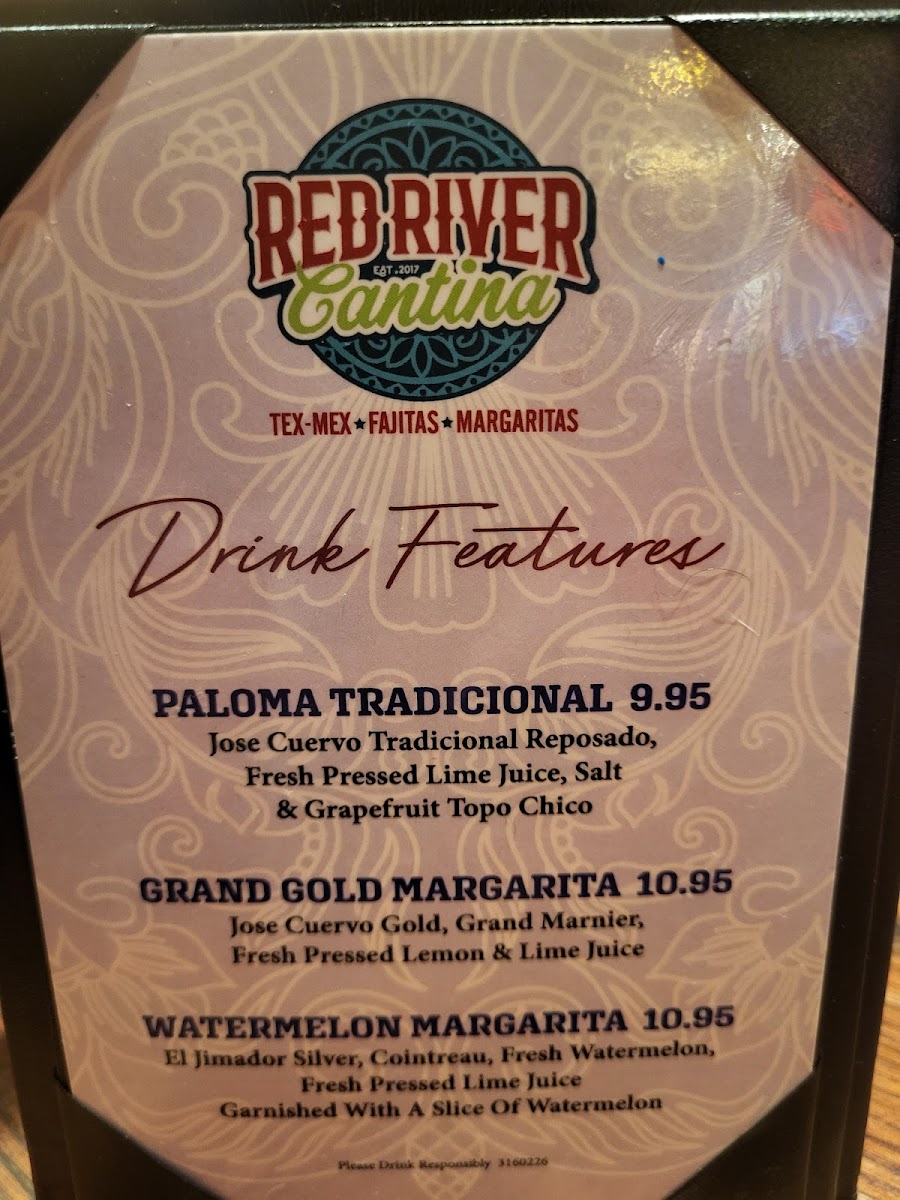 RED RIVER
EST. 2017
Cantina
TEX-MEX ★ FAJITAS ★ MARGARITAS
Drink Features
PALOMA TRADICIONAL 9.95
Jose Cuervo Tradicional Reposado,
Fresh Pressed Lime Juice, Salt
& Grapefruit Topo Chico
GRAND GOLD MARGARITA 10.95
Jose Cuervo Gold, Grand Marnier,
Fresh Pressed Lemon & Lime Juice
WATERMELON MARGARITA 10.95
El Jimador Silver, Cointreau, Fresh Watermelon,
Fresh Pressed Lime Juice
Garnished With A Slice Of Watermelon
Please Drink Responsibly 3160226